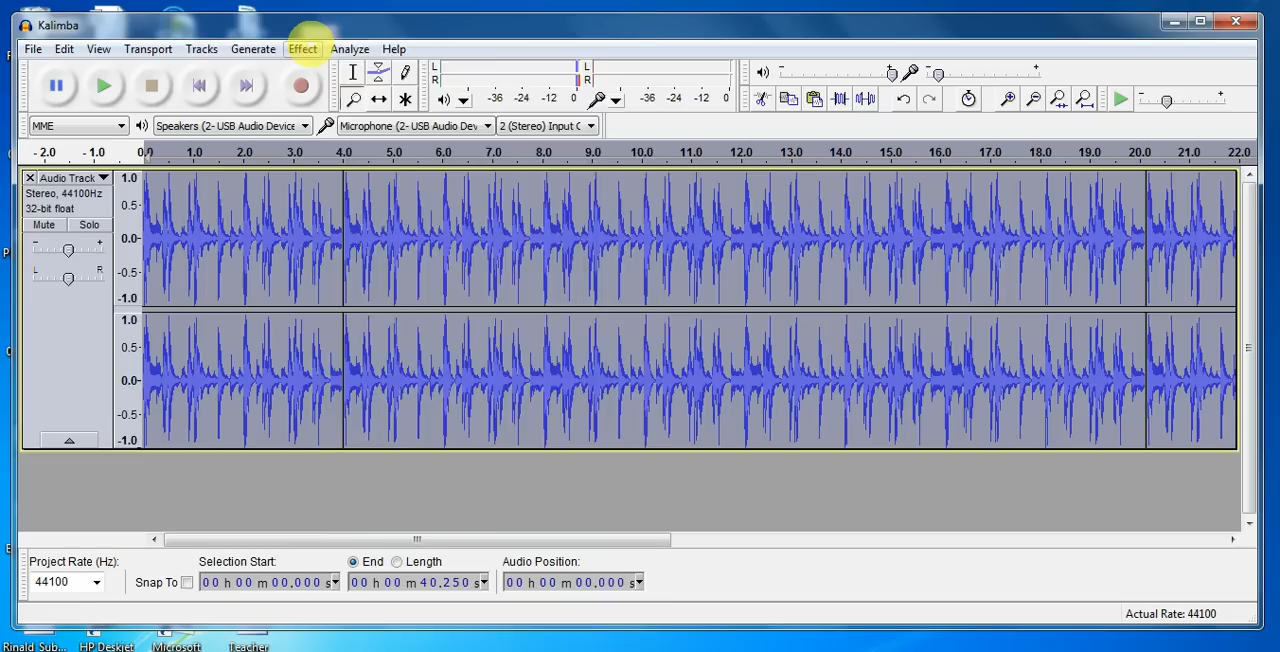 Kalimba
File Edit View Transport Tracks Generate Effect Analyze Help
L
R
-36 -24 -12 0
L
R
-36 -24 -12 0
MME Speakers (2- USB Audio Device Microphone (2- USB Audio Dev 2 (Stereo) Input C
- 2.0 - 1.0 0 1.0 2.0 3.0 4.0 5.0 6.0 7.0 8.0 9.0 10.0 11.0 12.0 13.0 14.0 15.0 16.0 17.0 18.0 19.0 20.0 21.0 22.0
Audio Track
Stereo, 44100Hz
32-bit float
Mute Solo
- +
L R
1.0
0.5-
0.0-
-0.5-
-1.0
1.0
0.5-
0.0-
-0.5-
-1.0
Project Rate (Hz): Selection Start: End Length Audio Position:
44100 Snap To 00 h 00 m 00.000 s 00 h 00 m 40.250 s 00 h 00 m 00.000 s
Actual Rate: 44100
Rinald_Sub... HP Deskjet Microsoft Teacher